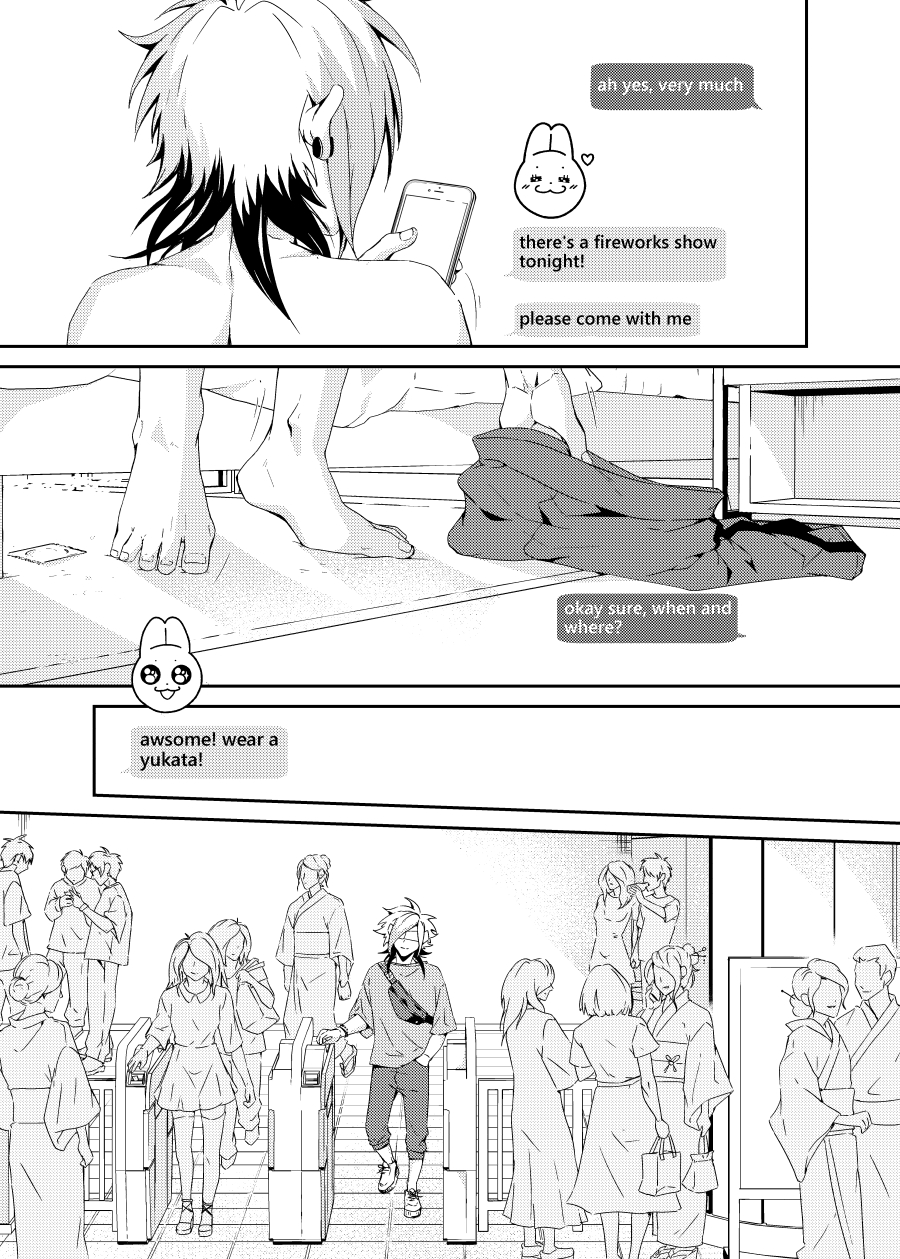 ah yes, very much
there's a fireworks show
tonight!
please come with me
okay sure, when and
where?
awsome! wear a
yukata!